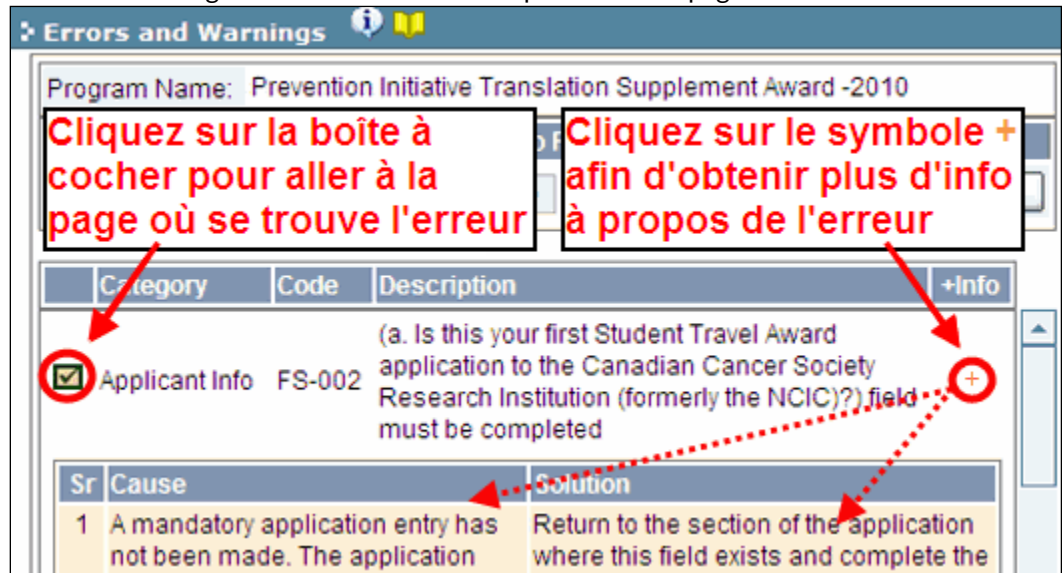 Errors and Warnings
Program Name: Prevention Initiative Translation Supplement Award -2010
Cliquez sur la boîte à
cocher pour aller à la
page où se trouve l'erreur
Cliquez sur le symbole +
afin d'obtenir plus d'info
à propos de l'erreur
Category Code Description +Info
(a. Is this your first Student Travel Award
application to the Canadian Cancer Society
Research Institution (formerly the NCIC)?) field
must be completed
Applicant Info FS-002 +
Sr Cause Solution
1 A mandatory application entry has
not been made. The application
Return to the section of the application
where this field exists and complete the